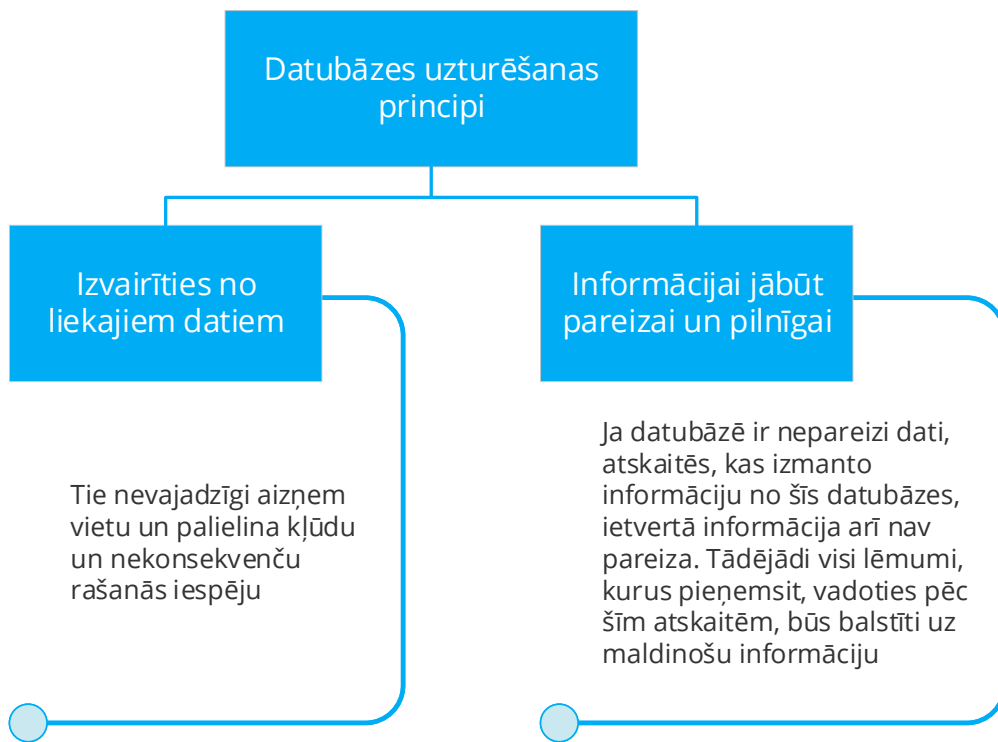 Datubāzes uzturēšanas
principi
Izvairīties no
liekajiem datiem
Tie nevajadzīgi aizņem
vietu un palielina kļūdu
un nekonsekvenču
rašanās iespēju
Informācijai jābūt
pareizai un pilnīgai
Ja datubāzē ir nepareizi dati,
atskaitēs, kas izmanto
informāciju no šīs datubāzes,
ietvertā informācija arī nav
pareiza. Tādējādi visi lēmumi,
kurus pieņemsit, vadoties pēc
šīm atskaitēm, būs balstīti uz
maldinošu informāciju